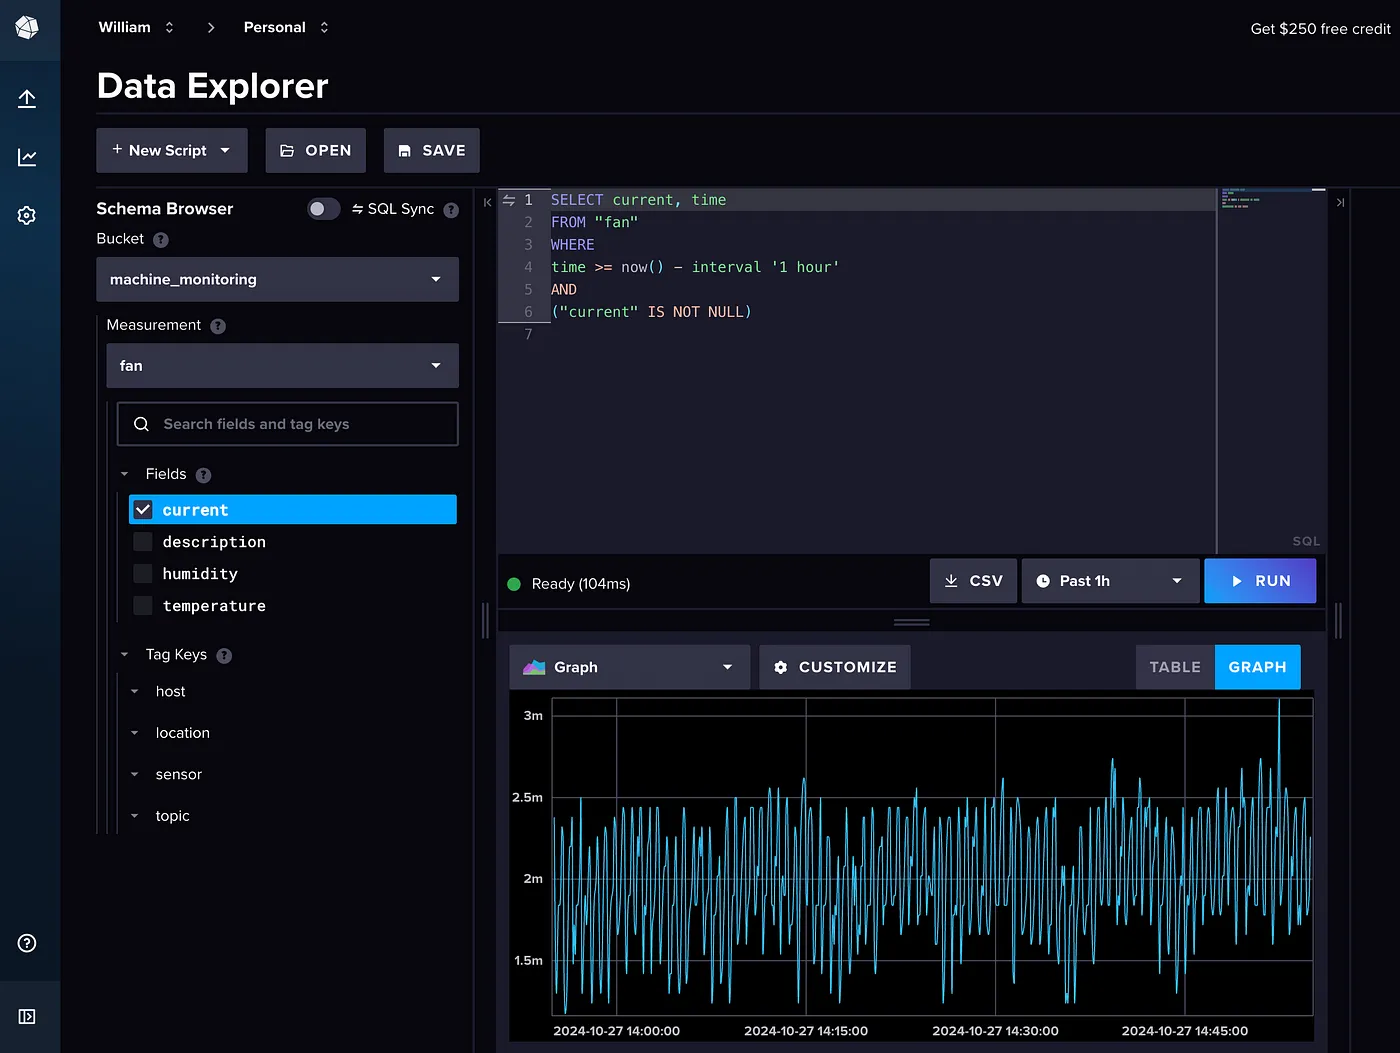 William
Personal
Get $250 free credit
Data Explorer
+ New Script
OPEN
SAVE
Schema Browser
SQL Sync ?
Bucket ?
machine_monitoring
Measurement ?
fan
Search fields and tag keys
Fields ?
current
description
humidity
temperature
Tag Keys ?
host
location
sensor
topic
1 SELECT current, time
2 FROM "fan"
3 WHERE
4 time >= now() - interval '1 hour'
5 AND
6 ("current" IS NOT NULL)
7
SQL
Ready (104ms)
CSV
Past 1h
RUN
Graph
CUSTOMIZE
TABLE
GRAPH
3m
2.5m
2m
1.5m
2024-10-27 14:00:00
2024-10-27 14:15:00
2024-10-27 14:30:00
2024-10-27 14:45:00